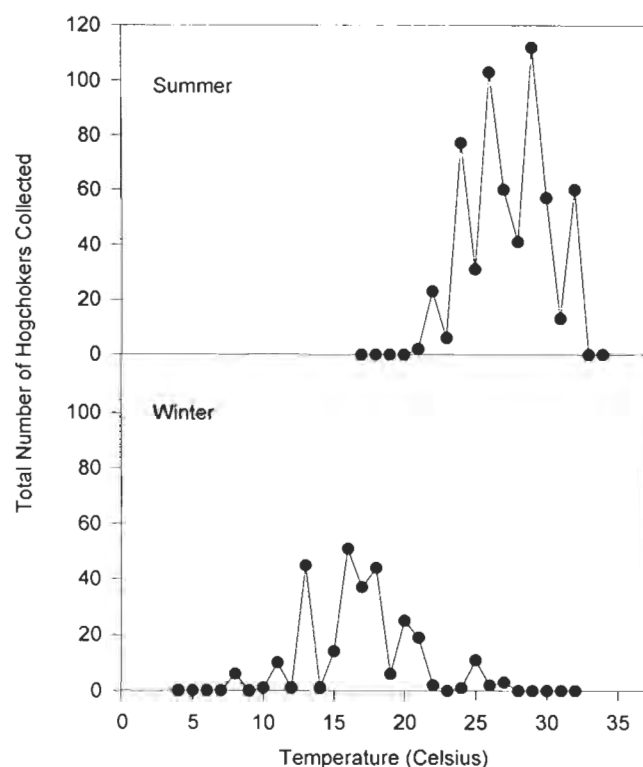 Total Number of Hogchokers Collected
120
100
80
60
40
20
0
Summer
100
80
60
40
20
0
Winter
0 5 10 15 20 25 30 35
Temperature (Celsius)